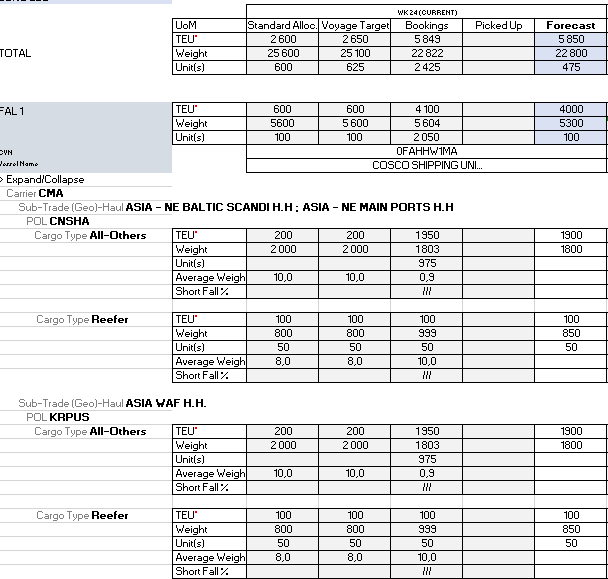 WK24 (CURRENT)
UoM Standard Alloc. Voyage Target Bookings Picked Up Forecast
TEU* 2 600 2 650 5 849 5 850
TOTAL Weight 25 600 25 100 22 822 22 800
Unit(s) 600 625 2 425 475
FAL 1 TEU* 600 600 4 100 4000
Weight 5600 5 600 5 604 5300
Unit(s) 100 100 2 050 100
CVN 0FAHHW1MA
Vessel Name COSCO SHIPPING UNI...
> Expand/Collapse
Carrier CMA
Sub-Trade (Geo)-Haul ASIA - NE BALTIC SCANDI H.H ; ASIA - NE MAIN PORTS H.H
POL CNSHA
Cargo Type All-Others TEU* 200 200 1 950 1900
Weight 2 000 2 000 1 803 1800
Unit(s) 975
Average Weigh 10,0 10,0 0,9
Short Fall % ///
Cargo Type Reefer TEU* 100 100 100 100
Weight 800 800 999 850
Unit(s) 50 50 50 50
Average Weigh 8,0 8,0 10,0
Short Fall % ///
Sub-Trade (Geo)-Haul ASIA WAF H.H.
POL KRPUS
Cargo Type All-Others TEU* 200 200 1 950 1900
Weight 2 000 2 000 1 803 1800
Unit(s) 975
Average Weigh 10,0 10,0 0,9
Short Fall % ///
Cargo Type Reefer TEU* 100 100 100 100
Weight 800 800 999 850
Unit(s) 50 50 50 50
Average Weigh 8,0 8,0 10,0
Short Fall % ///